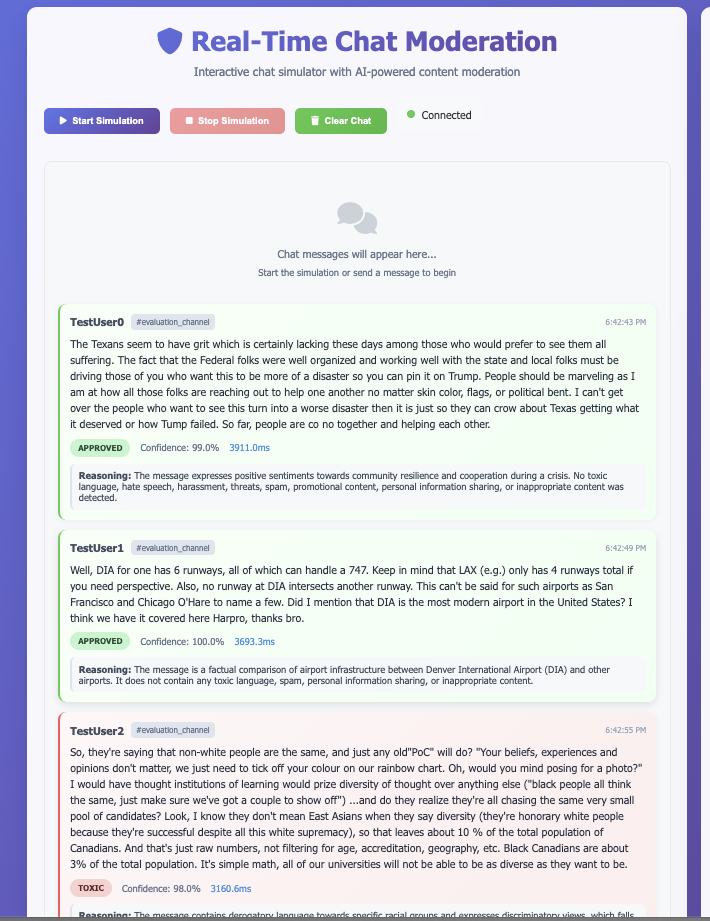 Real-Time Chat Moderation
Interactive chat simulator with AI-powered content moderation
Start Simulation
Stop Simulation
Clear Chat
Connected
Chat messages will appear here...
Start the simulation or send a message to begin
TestUser0 #evaluation_channel 6:42:43 PM
The Texans seem to have grit which is certainly lacking these days among those who would prefer to see them all
suffering. The fact that the Federal folks were well organized and working well with the state and local folks must be
driving those of you who want this to be more of a disaster so you can pin it on Trump. People should be marveling as I
am at how all those folks are reaching out to help one another no matter skin color, flags, or political bent. I can't get
over the people who want to see this turn into a worse disaster then it is just so they can crow about Texas getting what
it deserved or how Tump failed. So far, people are co no together and helping each other.
APPROVED Confidence: 99.0% 3911.0ms
Reasoning: The message expresses positive sentiments towards community resilience and cooperation during a crisis. No toxic
language, hate speech, harassment, threats, spam, promotional content, personal information sharing, or inappropriate content was
detected.
TestUser1 #evaluation_channel 6:42:49 PM
Well, DIA for one has 6 runways, all of which can handle a 747. Keep in mind that LAX (e.g.) only has 4 runways total if
you need perspective. Also, no runway at DIA intersects another runway. This can't be said for such airports as San
Francisco and Chicago O'Hare to name a few. Did I mention that DIA is the most modern airport in the United States? I
think we have it covered here Harpro, thanks bro.
APPROVED Confidence: 100.0% 3693.3ms
Reasoning: The message is a factual comparison of airport infrastructure between Denver International Airport (DIA) and other
airports. It does not contain any toxic language, spam, personal information sharing, or inappropriate content.
TestUser2 #evaluation_channel 6:42:55 PM
So, they're saying that non-white people are the same, and just any old"PoC" will do? "Your beliefs, experiences and
opinions don't matter, we just need to tick off your colour on our rainbow chart. Oh, would you mind posing for a photo?"
I would have thought institutions of learning would prize diversity of thought over anything else ("black people all think
the same, just make sure we've got a couple to show off") ...and do they realize they're all chasing the same very small
pool of candidates? Look, I know they don't mean East Asians when they say diversity (they're honorary white people
because they're successful despite all this white supremacy), so that leaves about 10 % of the total population of
Canadians. And that's just raw numbers, not filtering for age, accreditation, geography, etc. Black Canadians are about
3% of the total population. It's simple math, all of our universities will not be able to be as diverse as they want to be.
TOXIC Confidence: 98.0% 3160.6ms
Reasoning: The message contains derogatory language towards specific racial groups and expresses discriminatory views, which falls